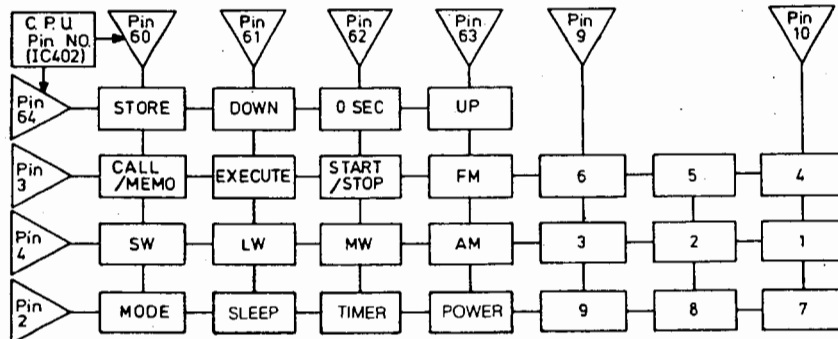 C. P. U.
Pin NO.
(IC402)
Pin
60
Pin
61
Pin
62
Pin
63
Pin
9
Pin
10
Pin
64
STORE
DOWN
0 SEC
UP
Pin
3
CALL
/MEMO
EXECUTE
START
/STOP
FM
6
5
4
Pin
4
SW
LW
MW
AM
3
2
1
Pin
2
MODE
SLEEP
TIMER
POWER
9
8
7